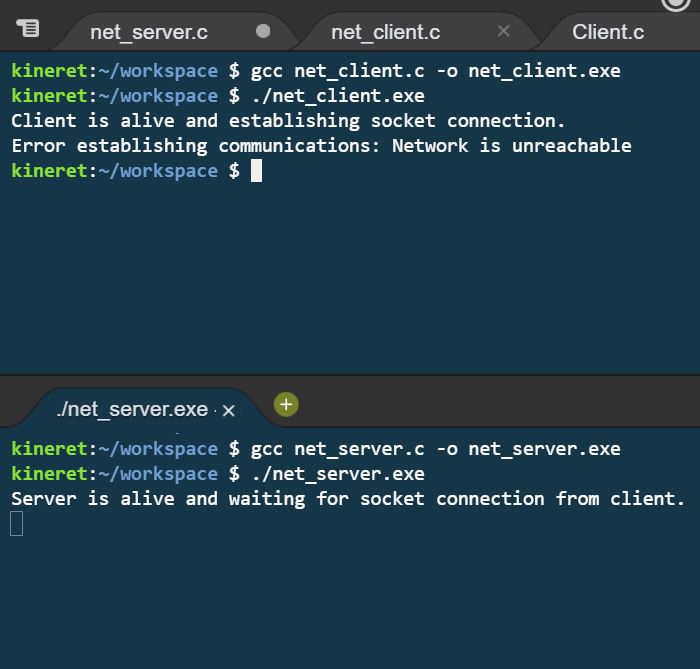 net_server.c net_client.c × Client.c
kineret:~/workspace $ gcc net_client.c -o net_client.exe
kineret:~/workspace $ ./net_client.exe
Client is alive and establishing socket connection.
Error establishing communications: Network is unreachable
kineret:~/workspace $
./net_server.exe - × +
kineret:~/workspace $ gcc net_server.c -o net_server.exe
kineret:~/workspace $ ./net_server.exe
Server is alive and waiting for socket connection from client.